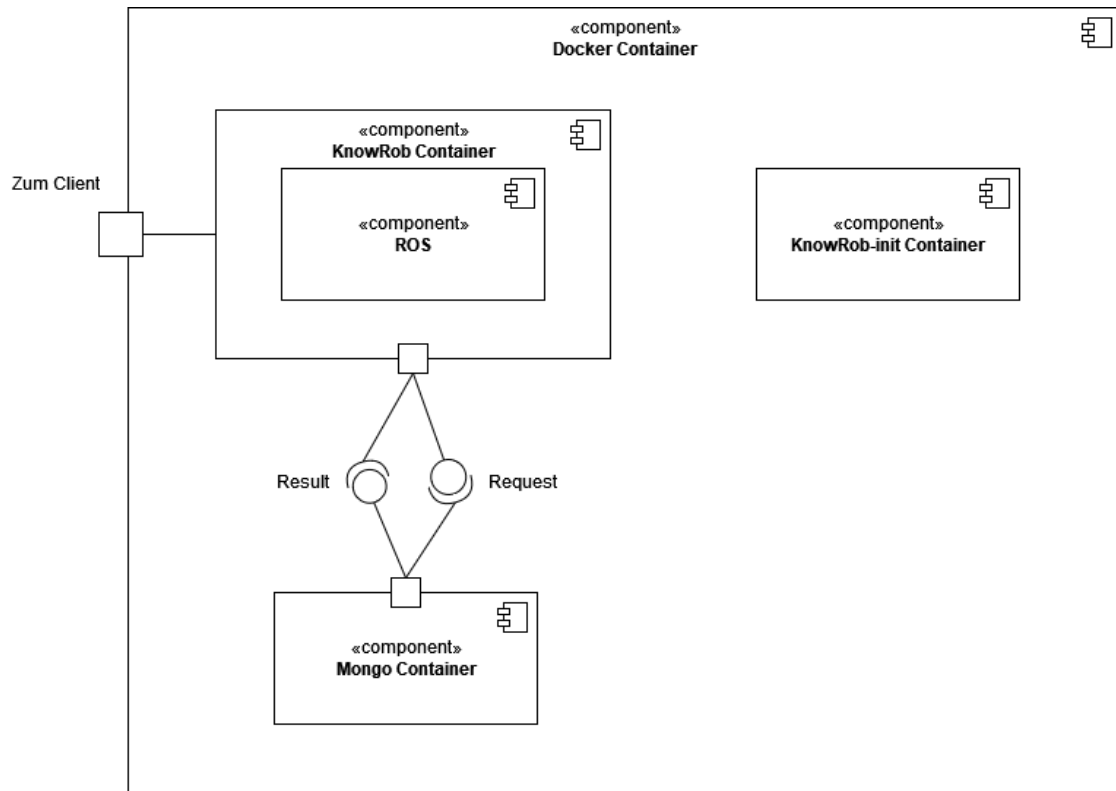 «component»
Docker Container
«component»
KnowRob Container
Zum Client
«component»
ROS
«component»
KnowRob-init Container
Result
Request
«component»
Mongo Container